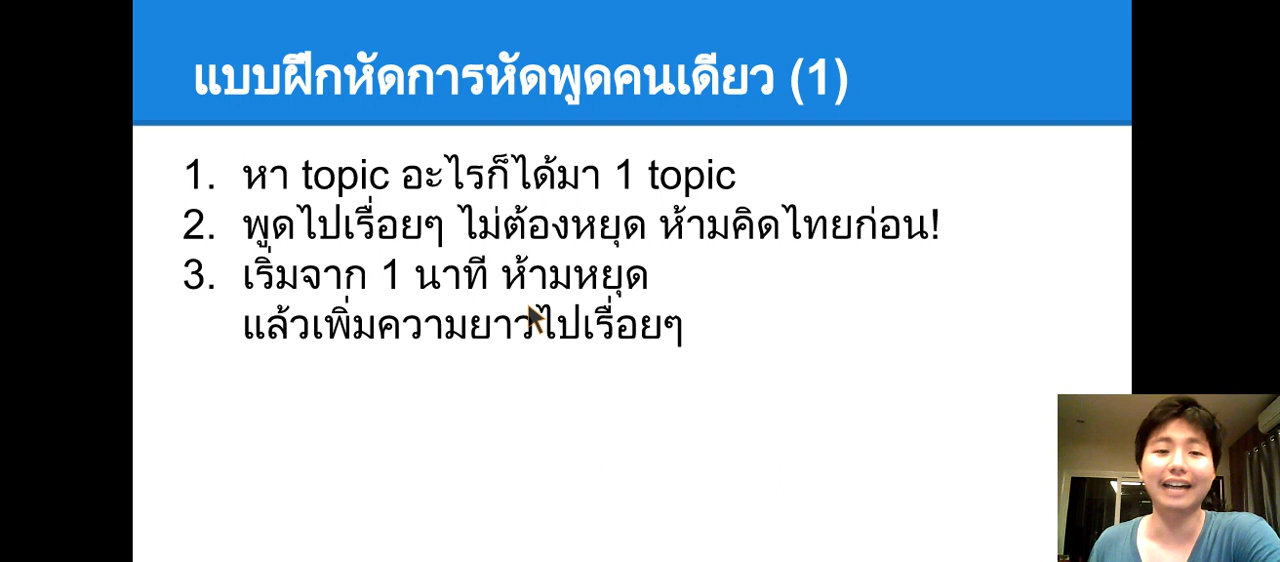 แบบฝึกหัดการหัดพูดคนเดียว (1)
1. หา topic อะไรก็ได้มา 1 topic
2. พูดไปเรื่อยๆ ไม่ต้องหยุด ห้ามคิดไทยก่อน!
3. เริ่มจาก 1 นาที ห้ามหยุด
แล้วเพิ่มความยาวไปเรื่อยๆ